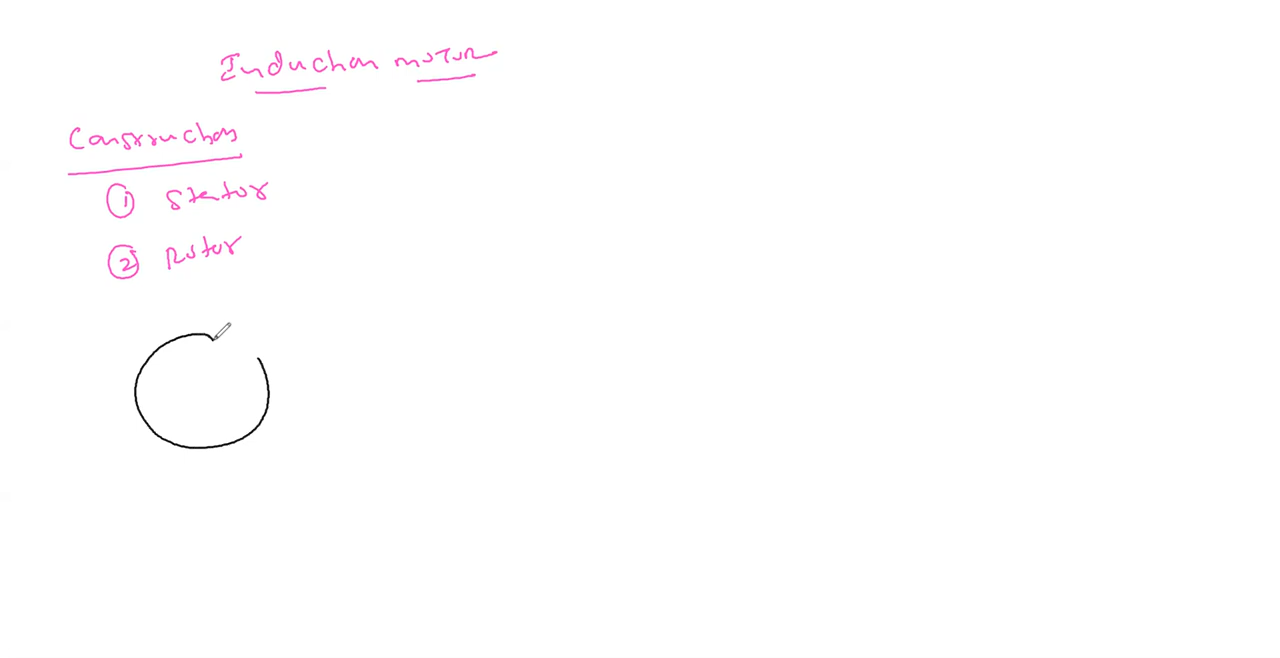 Induction motor
Construction
① Stator
② Rotor